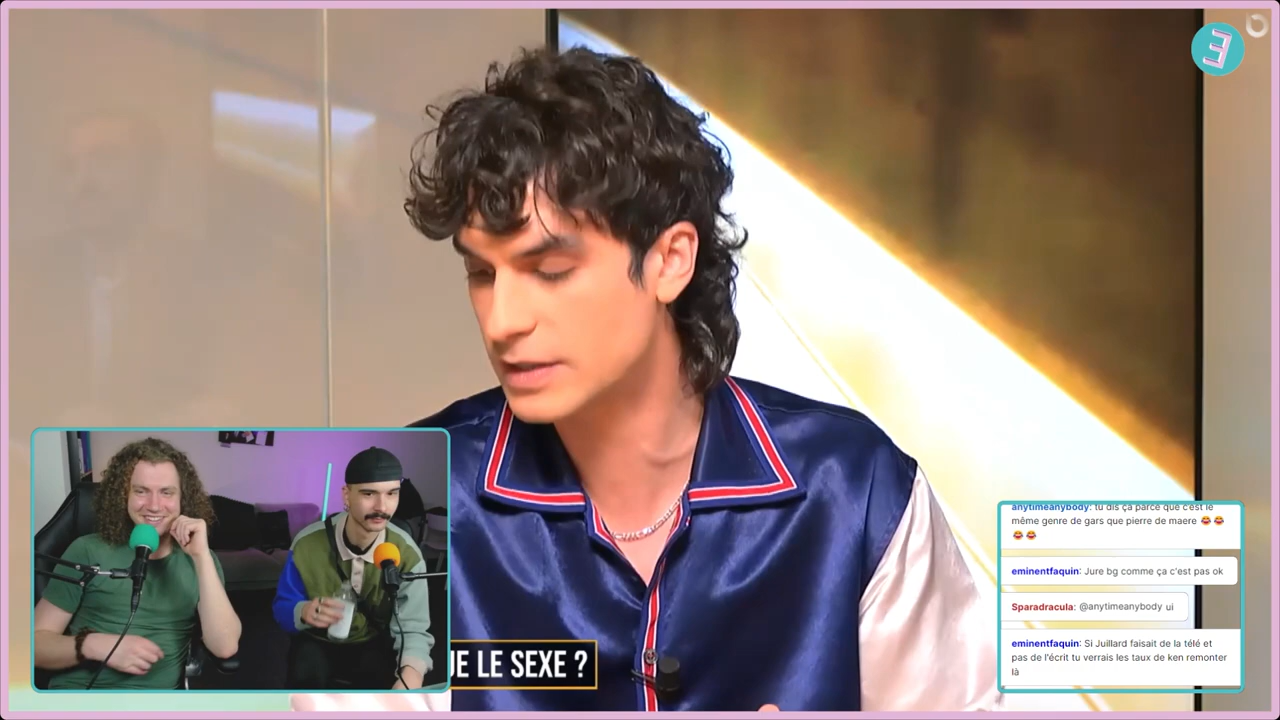 UE LE SEXE ?
anytimeanybody: tu dis ça parce que c'est le
même genre de gars que pierre de maere 😂 😂
😂 😂
eminentfaquin: Jure bg comme ça c'est pas ok
Sparadracula: @anytimeanybody ui
eminentfaquin: Si Juillard faisait de la télé et
pas de l'écrit tu verrais les taux de ken remonter
là